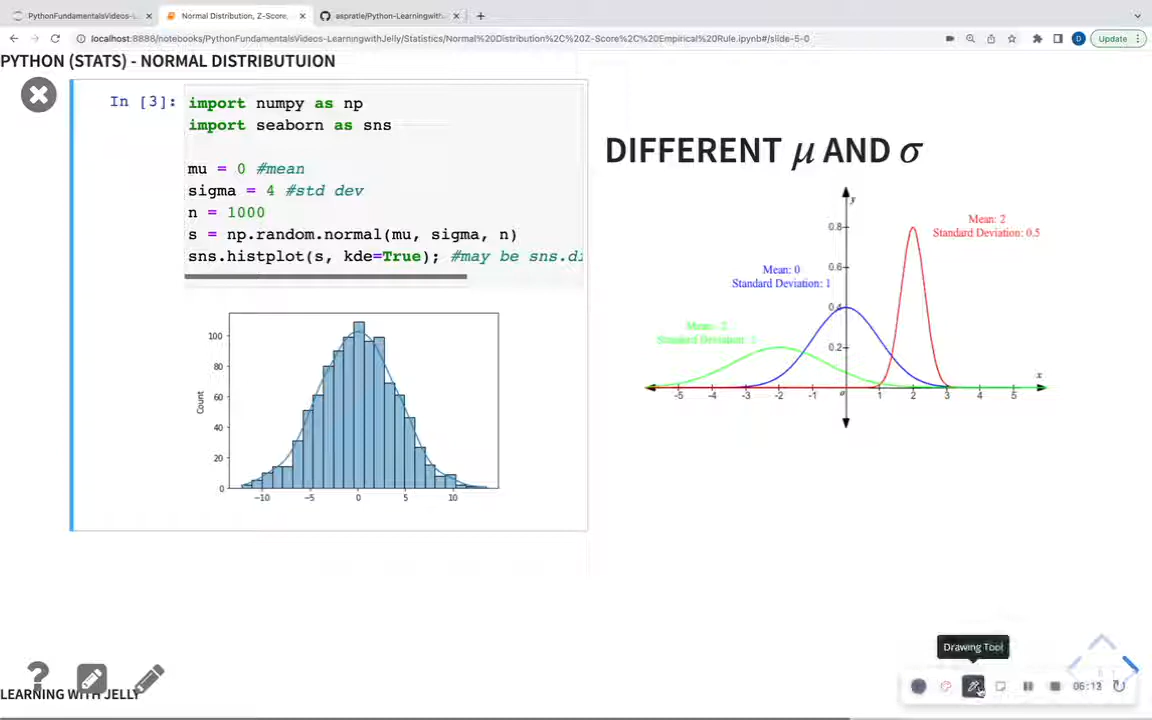 PythonFundamentalsVideos-L
Normal Distribution, Z-Score,
aspratie/Python-Learningwith
localhost:8888/notebooks/PythonFundamentalsVideos-LearningwithJelly/Statistics/Normal%20Distribution%2C%20Z-Score%2C%20Empirical%20Rule.ipynb#/slide-5-0
D
Update
PYTHON (STATS) - NORMAL DISTRIBUTUION
In [3]:
import numpy as np
import seaborn as sns
mu = 0 #mean
sigma = 4 #std dev
n = 1000
s = np.random.normal(mu, sigma, n)
sns.histplot(s, kde=True); #may be sns.di
Count
100
80
60
40
20
0
−10 −5 0 5 10
DIFFERENT μ AND σ
y
Mean: 2
Standard Deviation: 0.5
Mean: 0
Standard Deviation: 1
Standard Deviation:
0.8
0.6
0.4
0.2
x
-5 -4 -3 -2 -1 1 2 3 4 5
Drawing Tool
06:13
?
LEARNING WITH JELLY